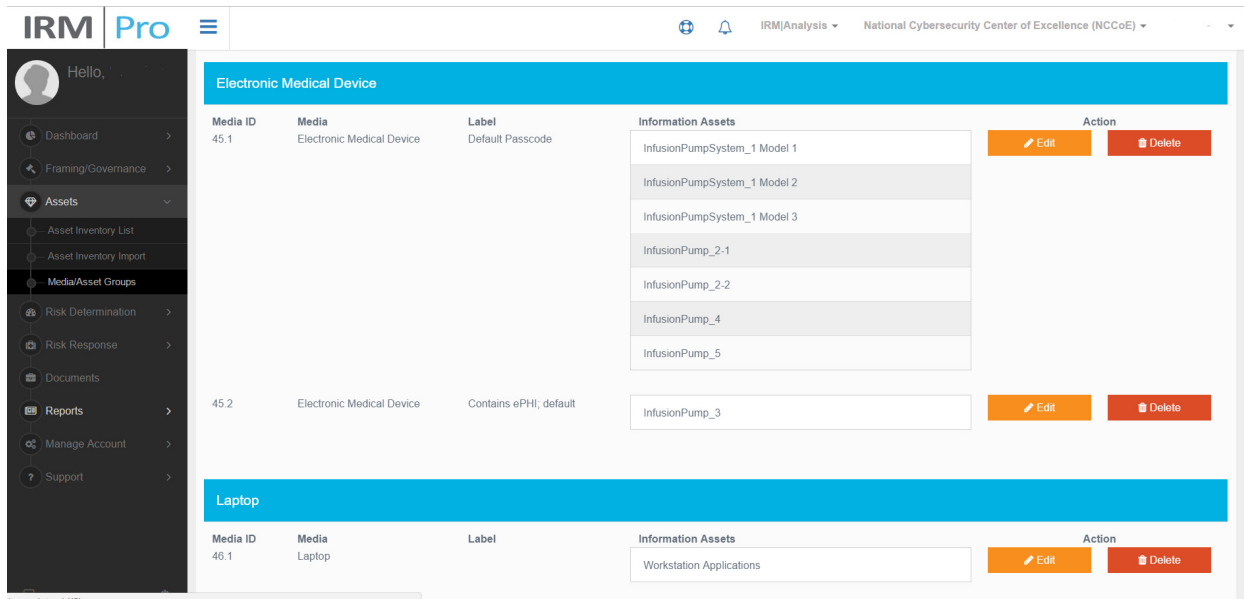 IRM Pro
IRM|Analysis
National Cybersecurity Center of Excellence (NCCoE)
Hello,
Dashboard
Framing/Governance
Assets
Asset Inventory List
Asset Inventory Import
Media/Asset Groups
Risk Determination
Risk Response
Documents
Reports
Manage Account
? Support
Electronic Medical Device
Media ID Media Label Information Assets Action
45.1 Electronic Medical Device Default Passcode InfusionPumpSystem_1 Model 1 Edit Delete
InfusionPumpSystem_1 Model 2
InfusionPumpSystem_1 Model 3
InfusionPump_2-1
InfusionPump_2-2
InfusionPump_4
InfusionPump_5
45.2 Electronic Medical Device Contains ePHI; default InfusionPump_3 Edit Delete
Laptop
Media ID Media Label Information Assets Action
46.1 Laptop Workstation Applications Edit Delete